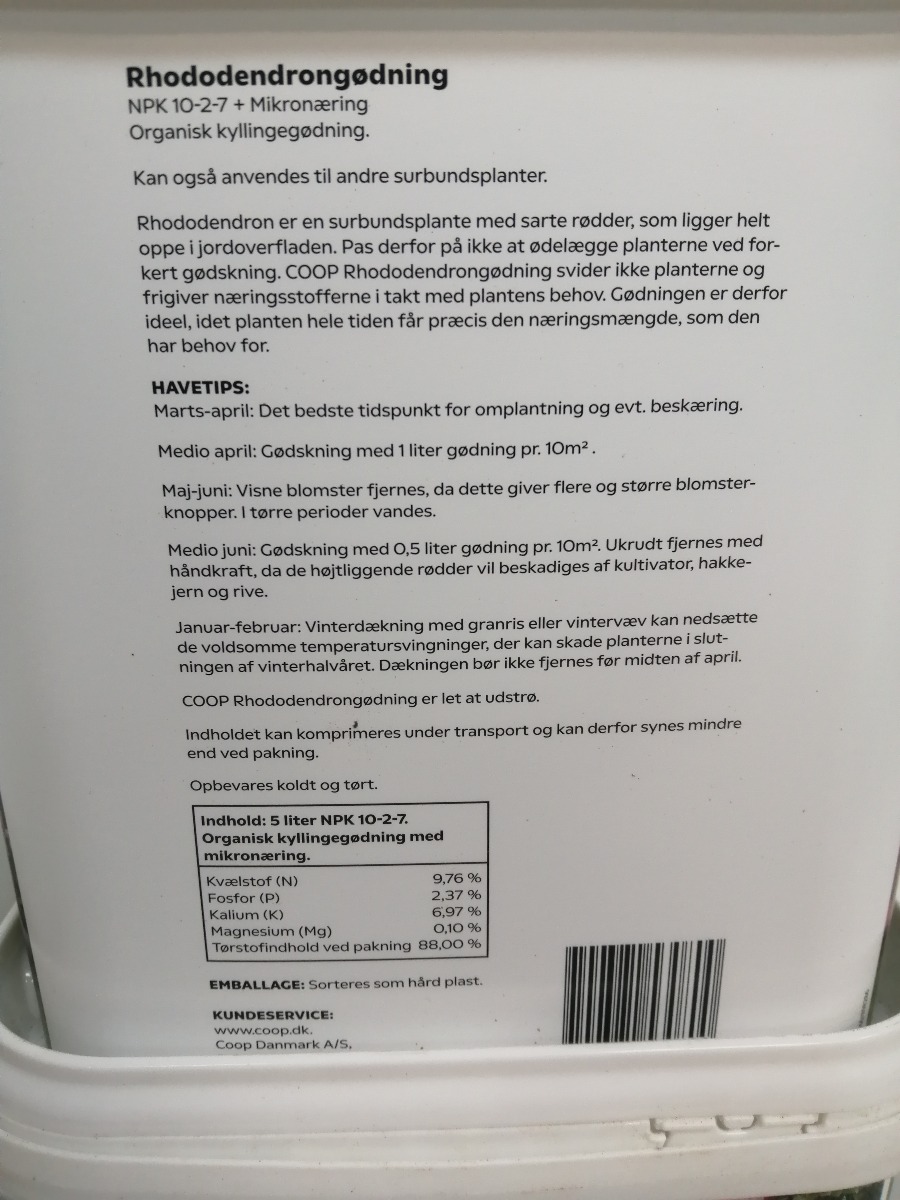 Rhododendrongødning
NPK 10-2-7 + Mikronæring
Organisk kyllingegødning.
Kan også anvendes til andre surbundsplanter.
Rhododendron er en surbundsplante med sarte rødder, som ligger helt
oppe i jordoverfladen. Pas derfor på ikke at ødelægge planterne ved for-
kert gødskning. COOP Rhododendrongødning svider ikke planterne og
frigiver næringsstofferne i takt med plantens behov. Gødningen er derfor
ideel, idet planten hele tiden får præcis den næringsmængde, som den
har behov for.
HAVETIPS:
Marts-april: Det bedste tidspunkt for omplantning og evt. beskæring.
Medio april: Gødskning med 1 liter gødning pr. 10m².
Maj-juni: Visne blomster fjernes, da dette giver flere og større blomster-
knopper. I tørre perioder vandes.
Medio juni: Gødskning med 0,5 liter gødning pr. 10m². Ukrudt fjernes med
håndkraft, da de højtliggende rødder vil beskadiges af kultivator, hakke-
jern og rive.
Januar-februar: Vinterdækning med granris eller vintervæv kan nedsætte
de voldsomme temperatursvingninger, der kan skade planterne i slut-
ningen af vinterhalvåret. Dækningen bør ikke fjernes før midten af april.
COOP Rhododendrongødning er let at udstrø.
Indholdet kan komprimeres under transport og kan derfor synes mindre
end ved pakning.
Opbevares koldt og tørt.
Indhold: 5 liter NPK 10-2-7.
Organisk kyllingegødning med
mikronæring.
Kvælstof (N) 9,76 %
Fosfor (P) 2,37 %
Kalium (K) 6,97 %
Magnesium (Mg) 0,10 %
Tørstofindhold ved pakning 88,00 %
EMBALLAGE: Sorteres som hård plast.
KUNDESERVICE:
www.coop.dk.
Coop Danmark A/S,